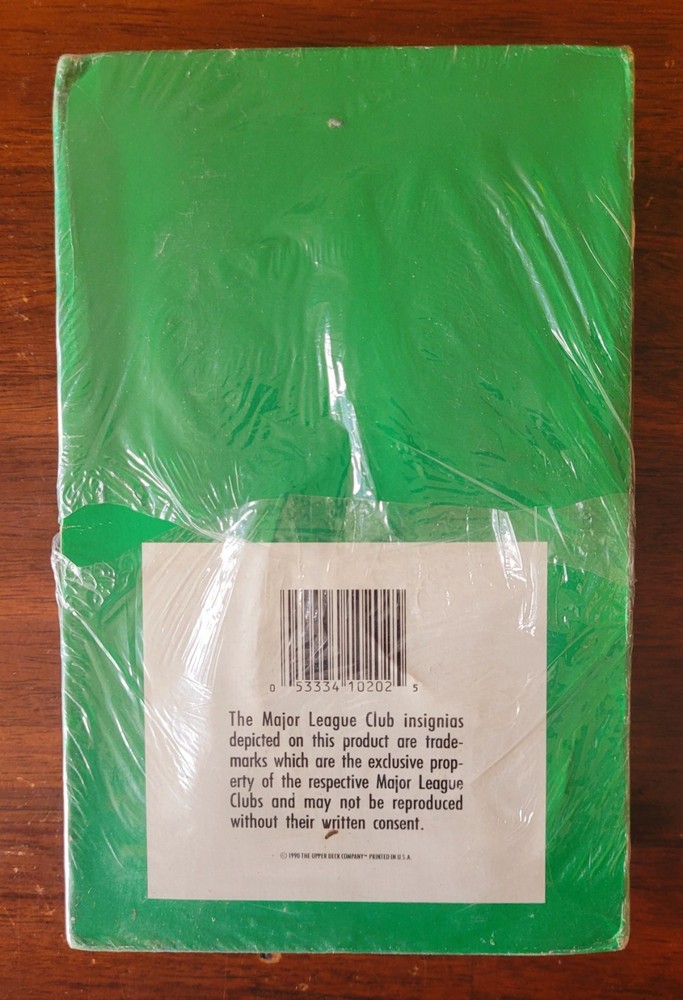 0 53334 10202 5
The Major League Club insignias
depicted on this product are trade-
marks which are the exclusive prop-
erty of the respective Major League
Clubs and may not be reproduced
without their written consent.
© 1990 THE UPPER DECK COMPANY™ PRINTED IN U.S.A.